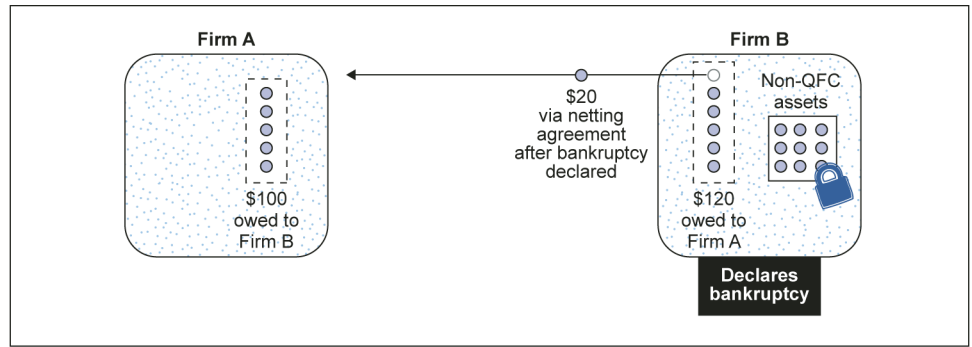 Firm A
$100
owed to
Firm B
$20
via netting
agreement
after bankruptcy
declared
Firm B
Non-QFC
assets
$120
owed to
Firm A
Declares
bankruptcy